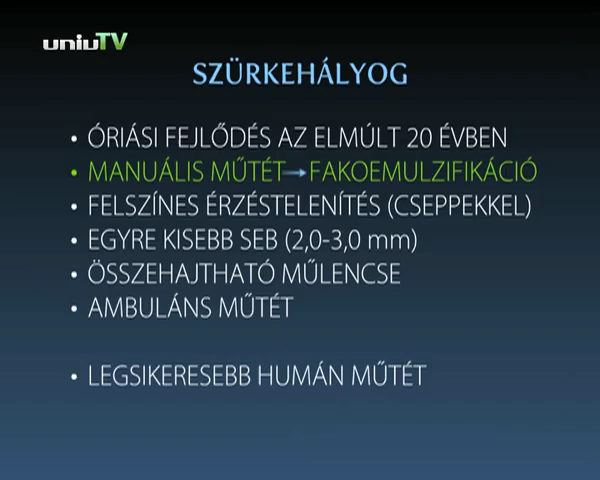 uniuTV
SZÜRKEHÁLYOG
• ÓRIÁSI FEJLŐDÉS AZ ELMÚLT 20 ÉVBEN
• MANUÁLIS MŰTÉT→FAKOEMULZIFIKÁCIÓ
• FELSZÍNES ÉRZÉSTELENÍTÉS (CSEPPEKKEL)
• EGYRE KISEBB SEB (2,0-3,0 mm)
• ÖSSZEHAJTHATÓ MŰLENCSE
• AMBULÁNS MŰTÉT
• LEGSIKERESEBB HUMÁN MŰTÉT